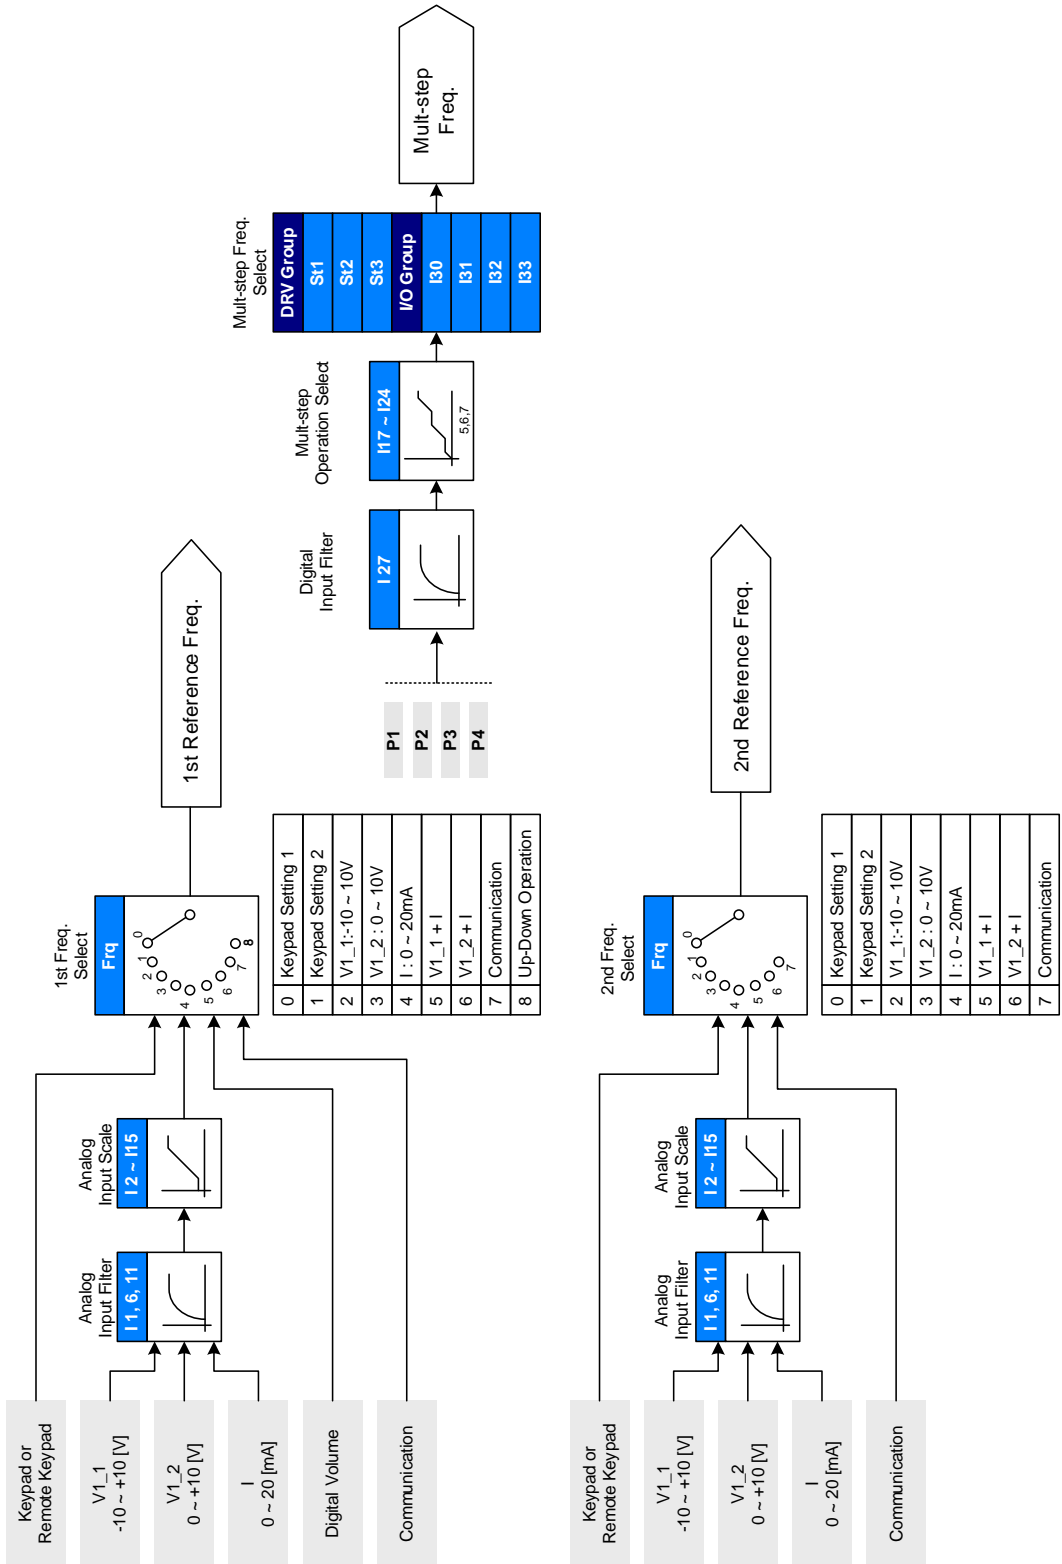 Keypad or
Remote Keypad
V1_1
-10 ~ +10 [V]
V1_2
0 ~ +10 [V]
I
0 ~ 20 [mA]
Digital Volume
Communication
Analog
Input Filter
I 1, 6, 11
Analog
Input Scale
I 2 ~ I15
1st Freq.
Select
Frq
0
1
2
3
4
5
6
7
8
1st Reference Freq.
0 Keypad Setting 1
1 Keypad Setting 2
2 V1_1:-10 ~ 10V
3 V1_2 : 0 ~ 10V
4 I : 0 ~ 20mA
5 V1_1 + I
6 V1_2 + I
7 Communication
8 Up-Down Operation
P1
P2
P3
P4
Digital
Input Filter
I 27
Mult-step
Operation Select
I17 ~ I24
5,6,7
Mult-step Freq.
Select
DRV Group
St1
St2
St3
I/O Group
I30
I31
I32
I33
Mult-step
Freq.
Keypad or
Remote Keypad
V1_1
-10 ~ +10 [V]
V1_2
0 ~ +10 [V]
I
0 ~ 20 [mA]
Communication
Analog
Input Filter
I 1, 6, 11
Analog
Input Scale
I 2 ~ I15
2nd Freq.
Select
Frq
0
1
2
3
4
5
6
7
2nd Reference Freq.
0 Keypad Setting 1
1 Keypad Setting 2
2 V1_1:-10 ~ 10V
3 V1_2 : 0 ~ 10V
4 I : 0 ~ 20mA
5 V1_1 + I
6 V1_2 + I
7 Communication